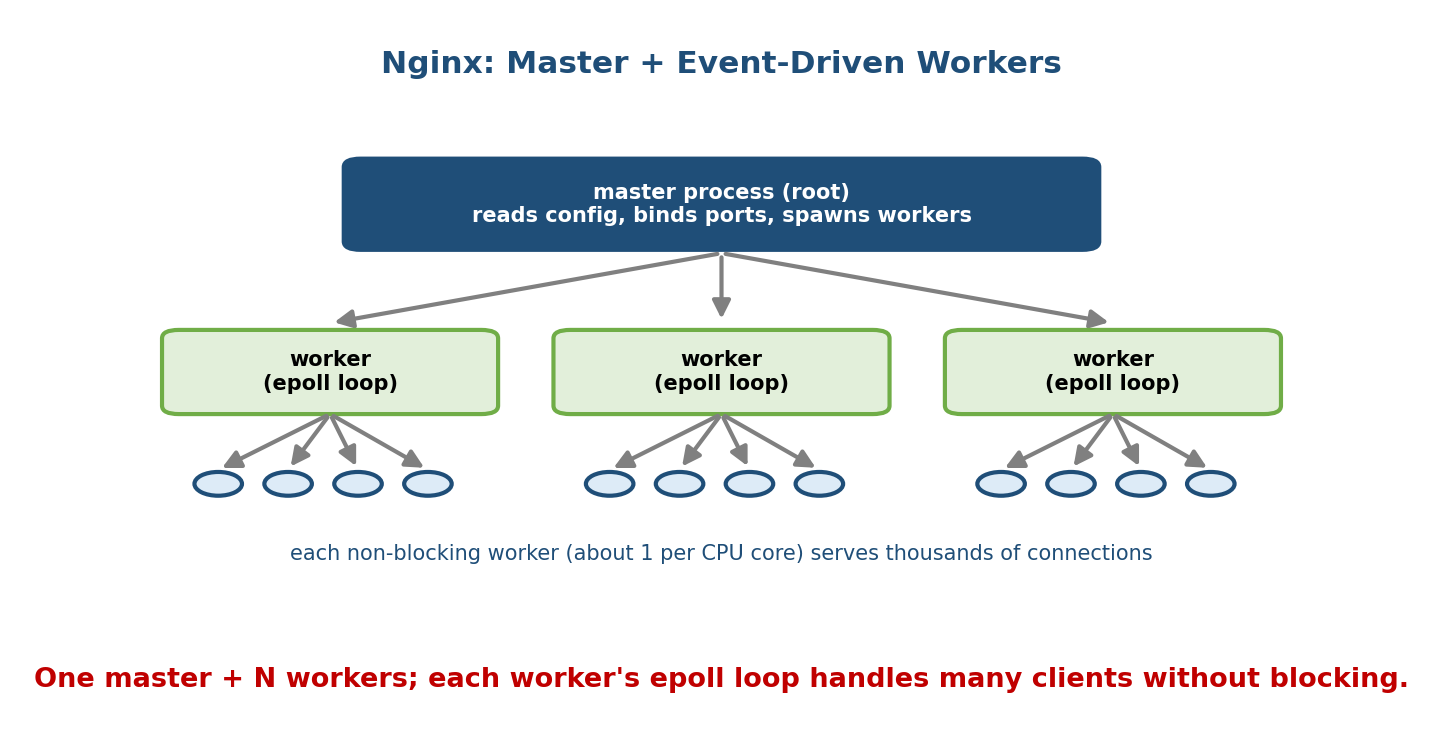 Nginx: Master + Event-Driven Workers
master process (root)
reads config, binds ports, spawns workers
worker
(epoll loop)
worker
(epoll loop)
worker
(epoll loop)
each non-blocking worker (about 1 per CPU core) serves thousands of connections
One master + N workers; each worker's epoll loop handles many clients without blocking.